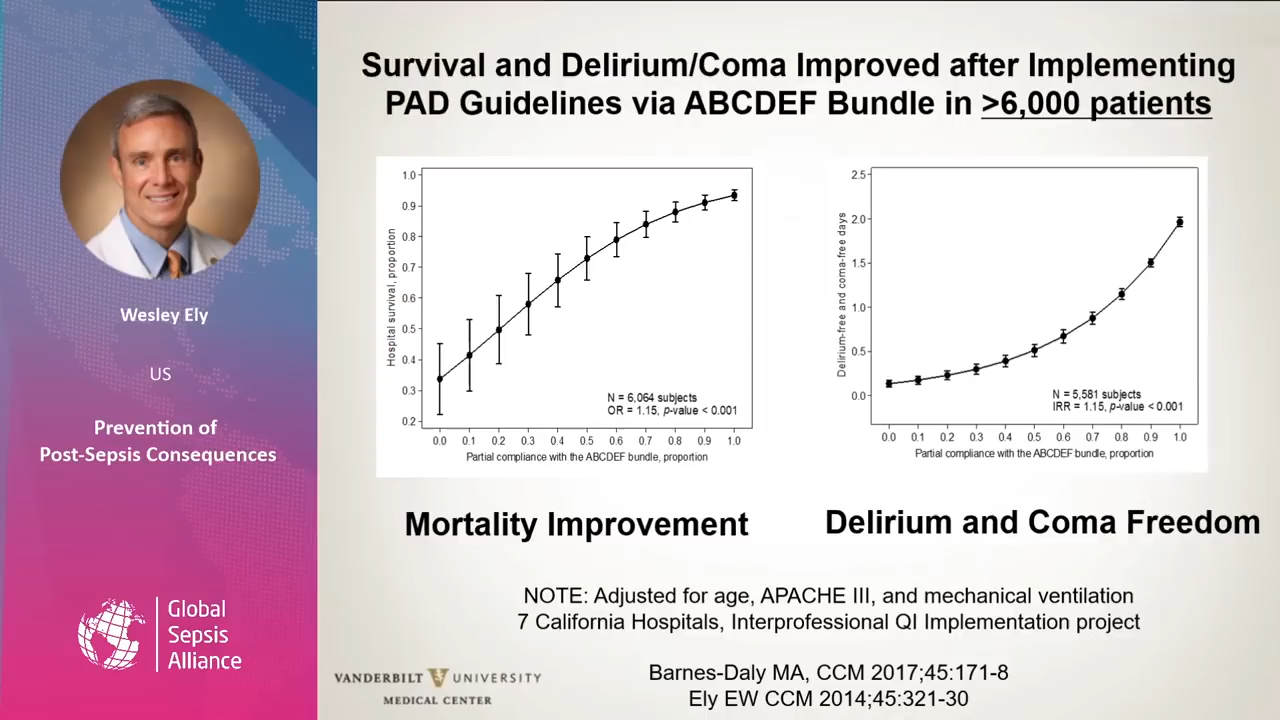 Survival and Delirium/Coma Improved after Implementing
PAD Guidelines via ABCDEF Bundle in >6,000 patients
Wesley Ely
US
Prevention of
Post-Sepsis Consequences
Global
Sepsis
Alliance
Hospital survival, proportion
1.0
0.9
0.8
0.7
0.6
0.5
0.4
0.3
0.2
N = 6,064 subjects
OR = 1.15, p-value < 0.001
0.0 0.1 0.2 0.3 0.4 0.5 0.6 0.7 0.8 0.9 1.0
Partial compliance with the ABCDEF bundle, proportion
Delirium-free and coma-free days
2.5
2.0
1.5
1.0
0.5
0.0
N = 5,581 subjects
IRR = 1.15, p-value < 0.001
0.0 0.1 0.2 0.3 0.4 0.5 0.6 0.7 0.8 0.9 1.0
Partial compliance with the ABCDEF bundle, proportion
Mortality Improvement
Delirium and Coma Freedom
NOTE: Adjusted for age, APACHE III, and mechanical ventilation
7 California Hospitals, Interprofessional QI Implementation project
Barnes-Daly MA, CCM 2017;45:171-8
Ely EW CCM 2014;45:321-30
VANDERBILT V UNIVERSITY
MEDICAL CENTER